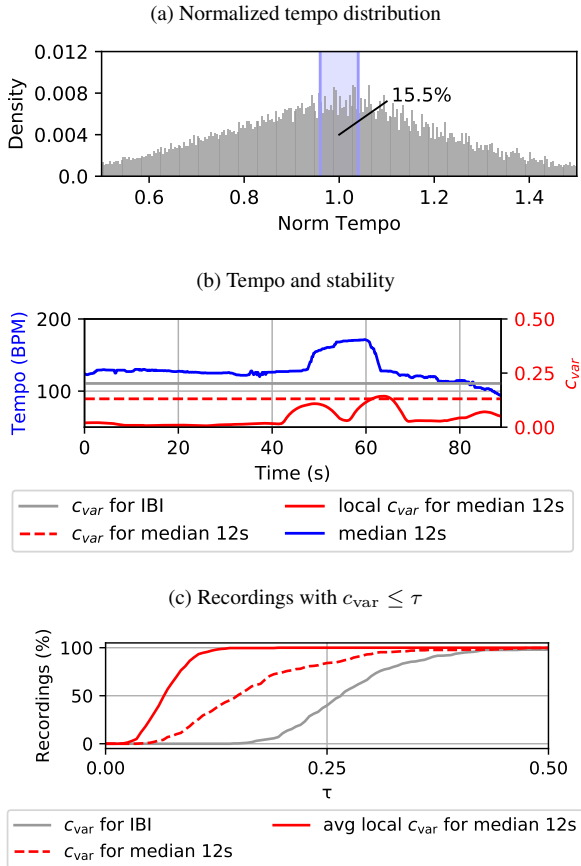 (a) Normalized tempo distribution
0.012
0.008
0.004
0.0
Density
15.5%
0.6 0.8 1.0 1.2 1.4
Norm Tempo
(b) Tempo and stability
200
100
Tempo (BPM)
0.50
0.25
0.00
c_var
0 20 40 60 80
Time (s)
c_var for IBI
c_var for median 12s
local c_var for median 12s
median 12s
(c) Recordings with c_var ≤ τ
100
50
0
Recordings (%)
0.00 0.25 0.50
τ
c_var for IBI
c_var for median 12s
avg local c_var for median 12s